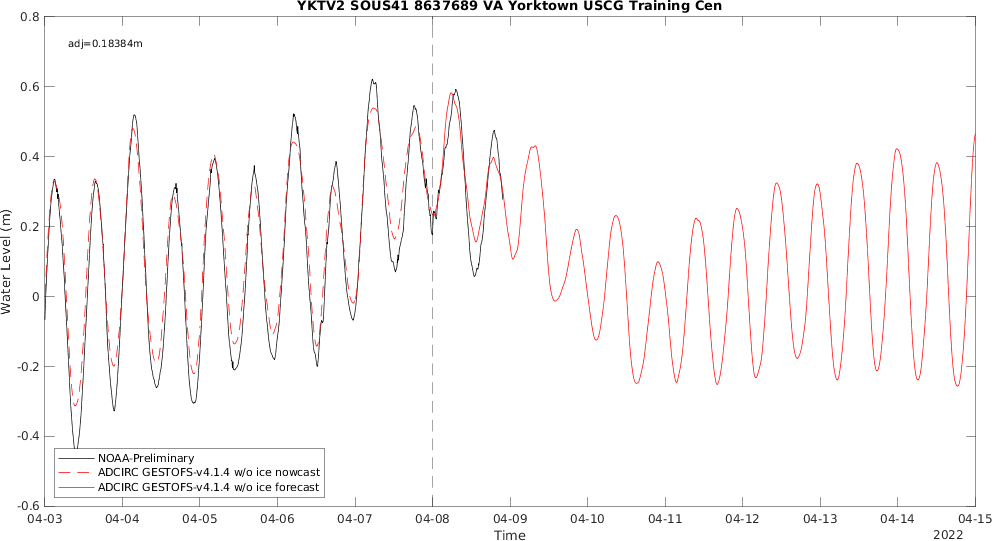 YKTV2 SOUS41 8637689 VA Yorktown USCG Training Cen
adj=0.18384m
0.8
0.6
0.4
0.2
0
-0.2
-0.4
-0.6
Water Level (m)
NOAA-Preliminary
ADCIRC GESTOFS-v4.1.4 w/o ice nowcast
ADCIRC GESTOFS-v4.1.4 w/o ice forecast
04-03 04-04 04-05 04-06 04-07 04-08 04-09 04-10 04-11 04-12 04-13 04-14 04-15
Time
2022